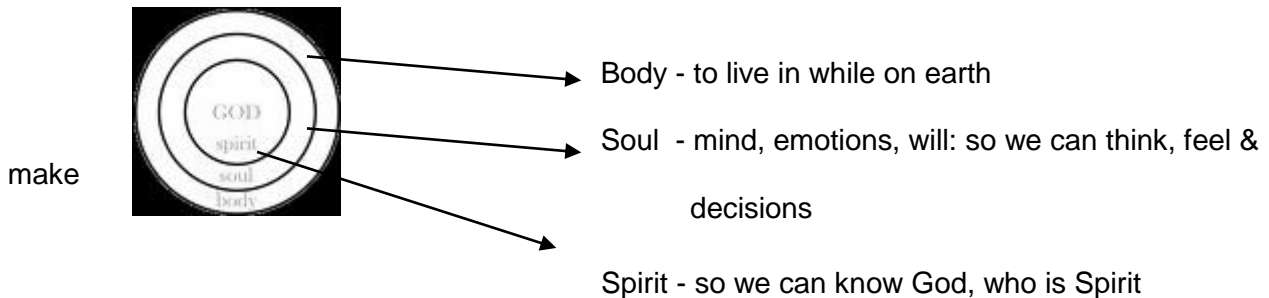 GOD
spirit
soul
body
Body - to live in while on earth
Soul - mind, emotions, will: so we can think, feel &
make
decisions
Spirit - so we can know God, who is Spirit